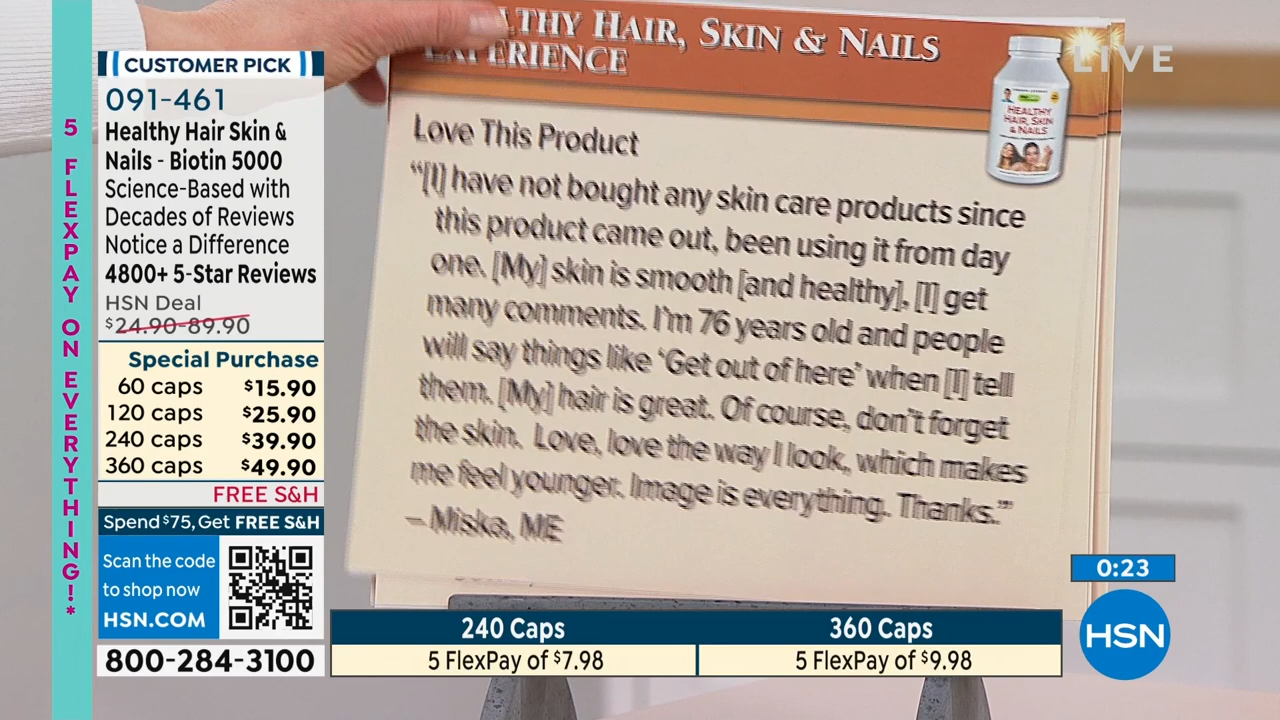 5 FLEXPAY ON EVERYTHING!*
CUSTOMER PICK
091-461
Healthy Hair Skin &
Nails - Biotin 5000
Science-Based with
Decades of Reviews
Notice a Difference
4800+ 5-Star Reviews
HSN Deal
$24.90-89.90
Special Purchase
60 caps $15.90
120 caps $25.90
240 caps $39.90
360 caps $49.90
FREE S&H
Spend $75, Get FREE S&H
Scan the code
to shop now
HSN.COM
800-284-3100
LTHY HAIR, SKIN & NAILS
EXPERIENCE
LIVE
HEALTHY
HAIR, SKIN
& NAILS
Love This Product
“[I] have not bought any skin care products since
this product came out, been using it from day
one. [My] skin is smooth [and healthy], [I] get
many comments. I'm 76 years old and people
will say things like ‘Get out of here’ when [I] tell
them. [My] hair is great. Of course, don't forget
the skin. Love, love the way I look, which makes
me feel younger. Image is everything. Thanks.”
– Miska, ME
0:23
HSN
240 Caps 360 Caps
5 FlexPay of $7.98 5 FlexPay of $9.98